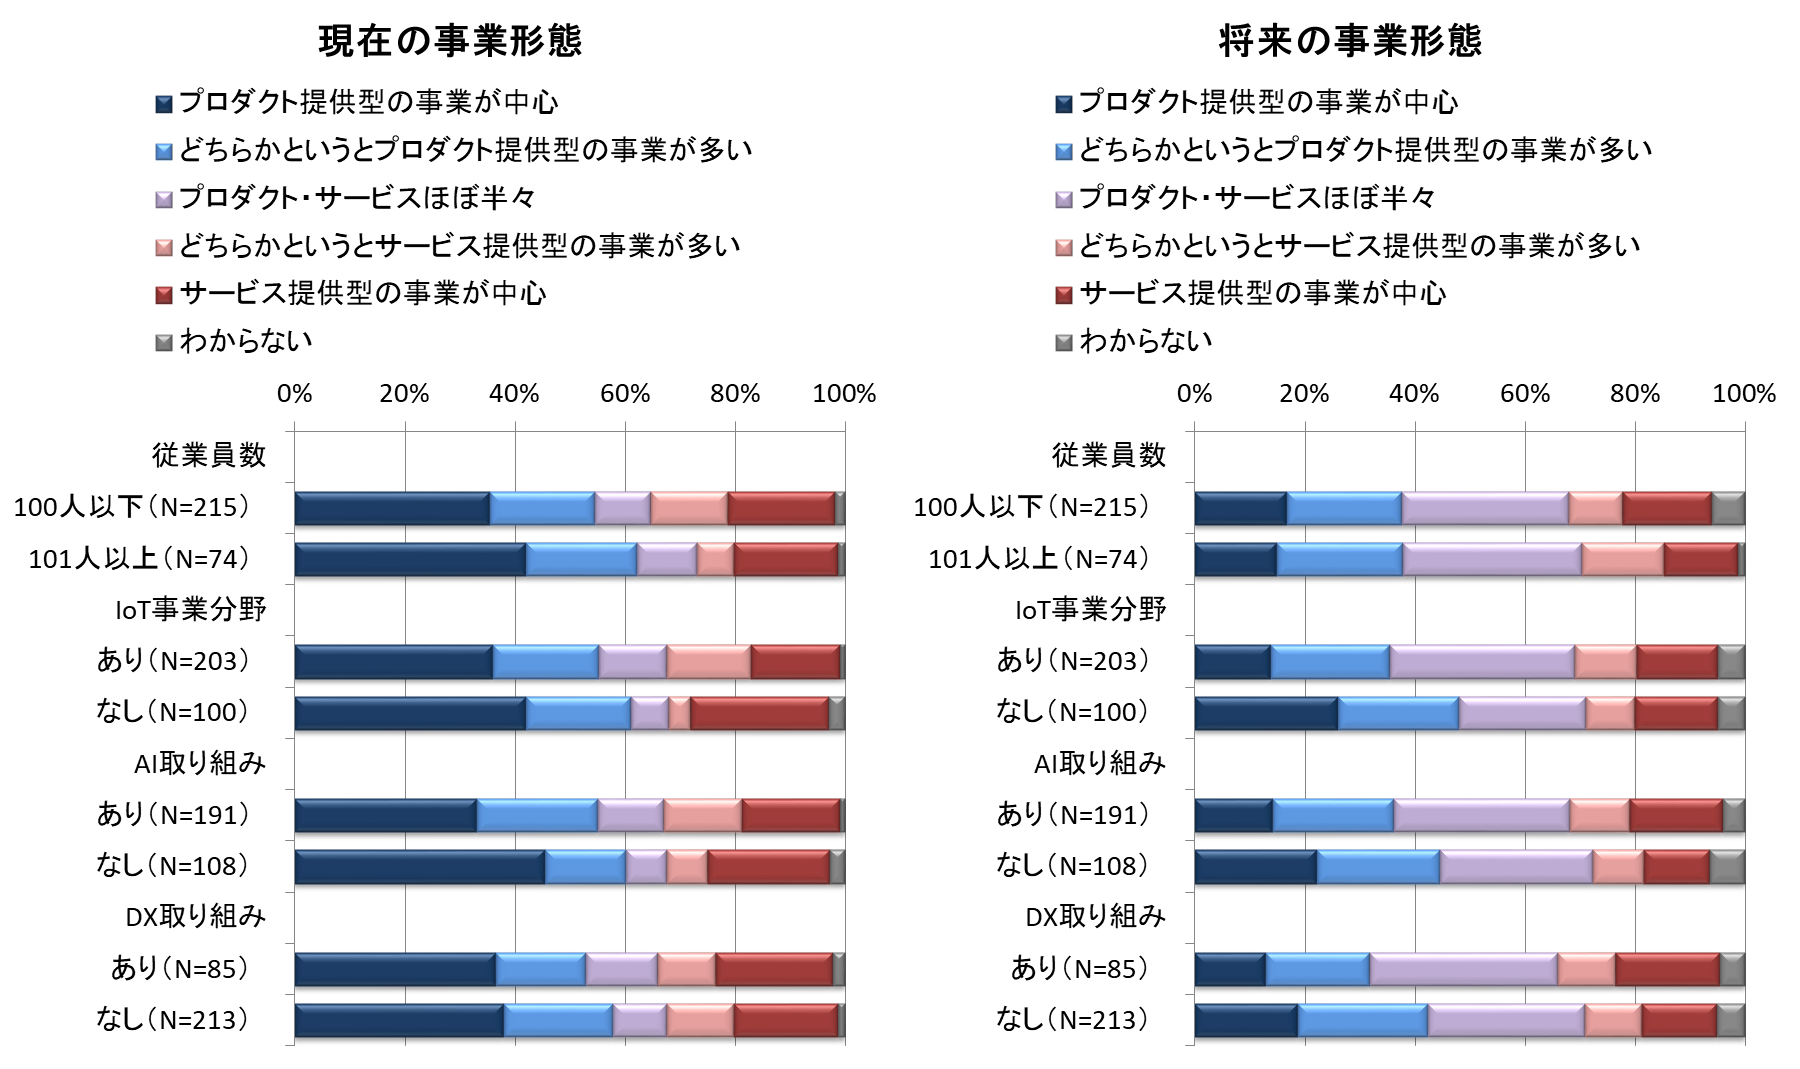 現在の事業形態
プロダクト提供型の事業が中心
どちらかというとプロダクト提供型の事業が多い
プロダクト・サービスほぼ半々
どちらかというとサービス提供型の事業が多い
サービス提供型の事業が中心
わからない
0% 20% 40% 60% 80% 100%
従業員数
100人以下（N=215）
101人以上（N=74）
IoT事業分野
あり（N=203）
なし（N=100）
AI取り組み
あり（N=191）
なし（N=108）
DX取り組み
あり（N=85）
なし（N=213）
将来の事業形態
プロダクト提供型の事業が中心
どちらかというとプロダクト提供型の事業が多い
プロダクト・サービスほぼ半々
どちらかというとサービス提供型の事業が多い
サービス提供型の事業が中心
わからない
0% 20% 40% 60% 80% 100%
従業員数
100人以下（N=215）
101人以上（N=74）
IoT事業分野
あり（N=203）
なし（N=100）
AI取り組み
あり（N=191）
なし（N=108）
DX取り組み
あり（N=85）
なし（N=213）